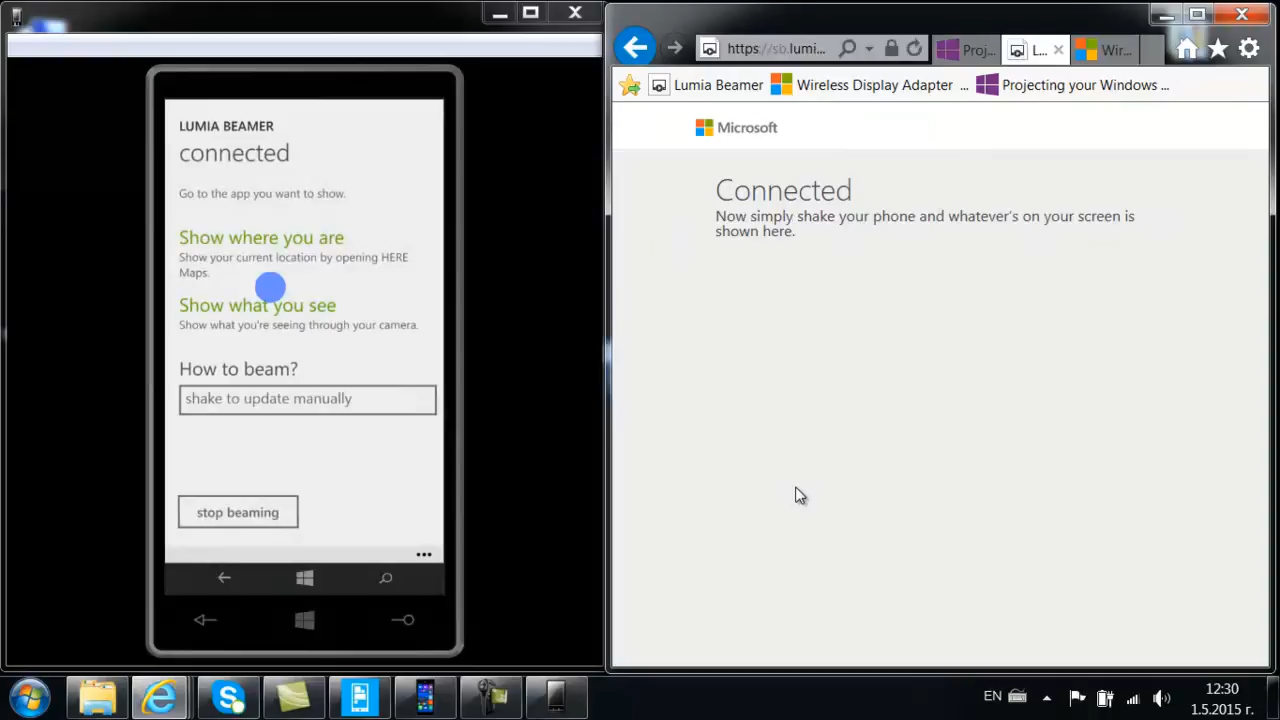 LUMIA BEAMER
connected
Go to the app you want to show.
Show where you are
Show your current location by opening HERE
Maps.
Show what you see
Show what you're seeing through your camera.
How to beam?
shake to update manually
stop beaming
https://sb.lumi...
Proj...
L...
Wir...
Lumia Beamer
Wireless Display Adapter ...
Projecting your Windows ...
Microsoft
Connected
Now simply shake your phone and whatever's on your screen is
shown here.
EN
12:30
1.5.2015 г.